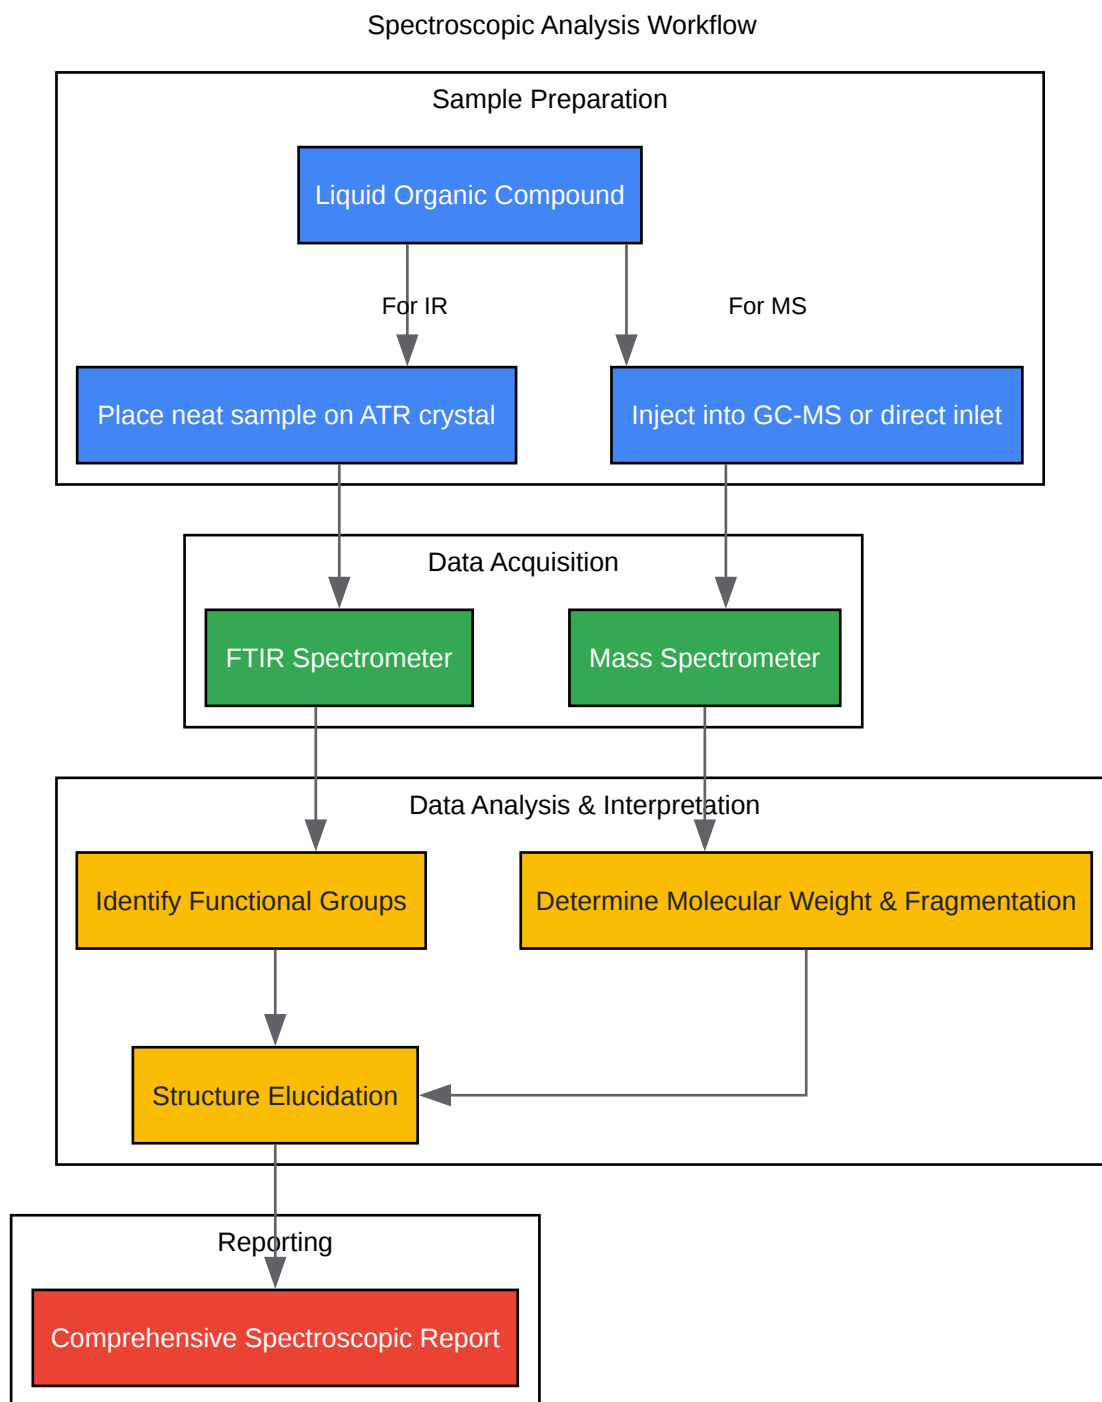 Spectroscopic Analysis Workflow
Sample Preparation
Liquid Organic Compound
For IR
For MS
Place neat sample on ATR crystal
Inject into GC-MS or direct inlet
Data Acquisition
FTIR Spectrometer
Mass Spectrometer
Data Analysis & Interpretation
Identify Functional Groups
Determine Molecular Weight & Fragmentation
Structure Elucidation
Reporting
Comprehensive Spectroscopic Report